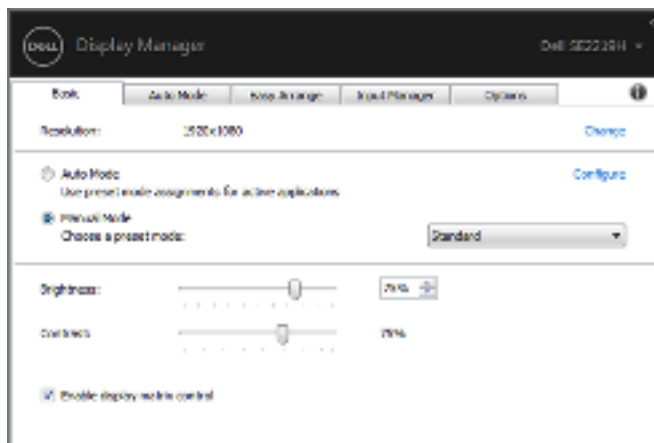 DELL Display Manager Dell SE2219H
Basic Auto Mode Easy Arrange Input Manager Options
Resolution: 1920x1080 Change
Auto Mode Configure
Use preset mode assignments for active applications
Manual Mode
Choose a preset mode: Standard
Brightness: 75%
Contrast: 75%
Enable display matrix control